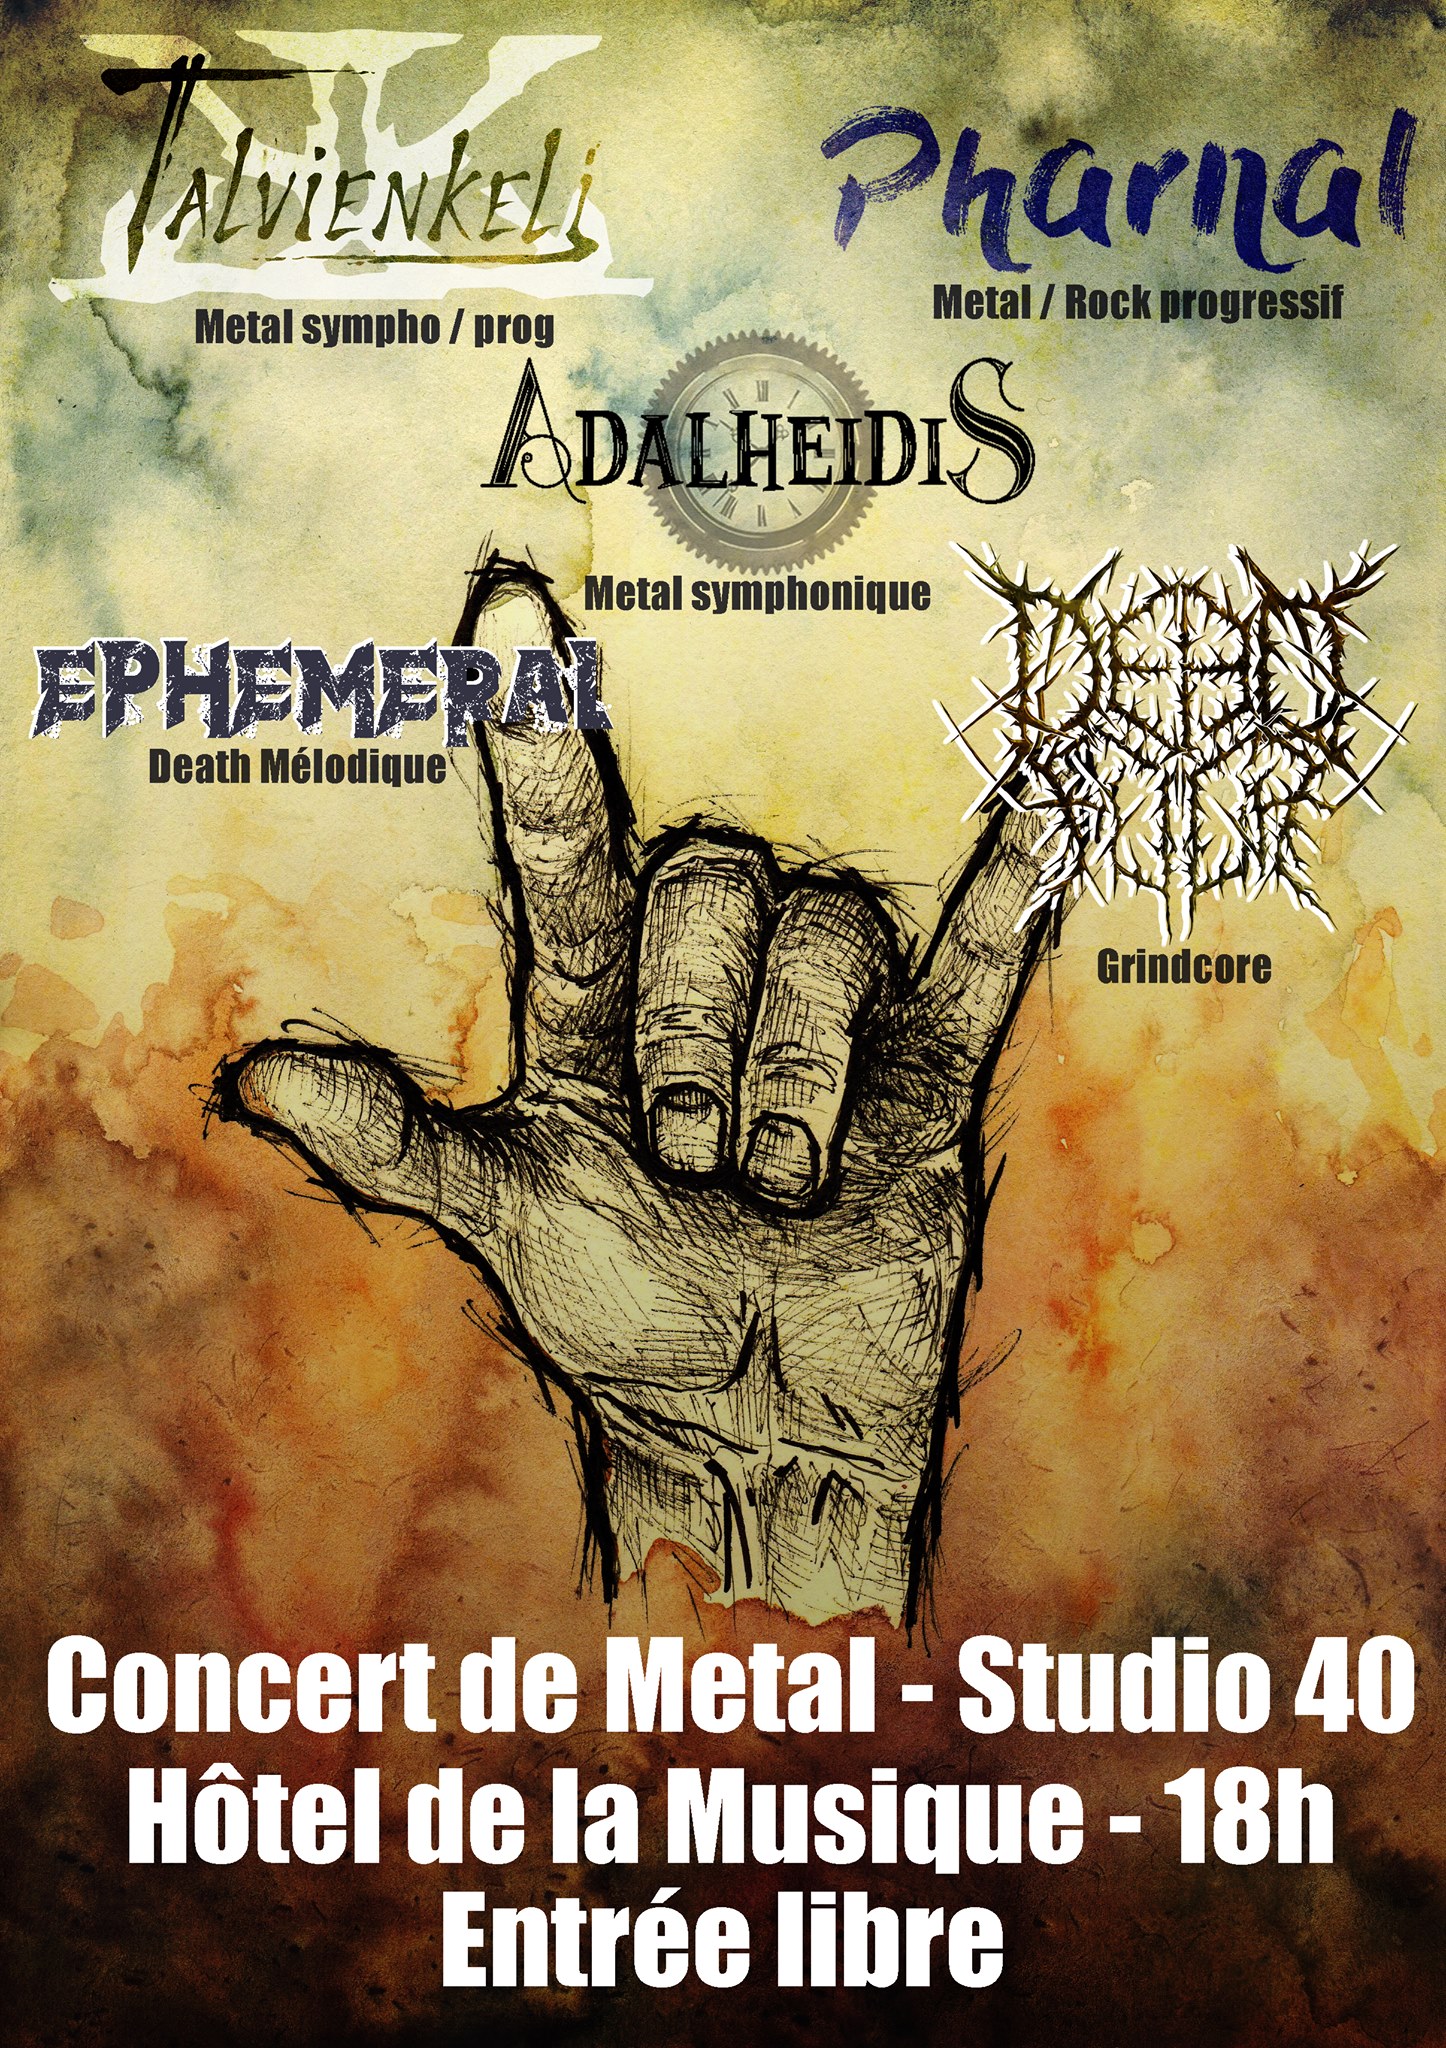 Talvienkeli
Metal sympho / prog
Pharnal
Metal / Rock progressif
Adalheidis
Metal symphonique
EPHEMERAL
Death Mélodique
Grindcore
Concert de Metal - Studio 40
Hôtel de la Musique - 18h
Entrée libre